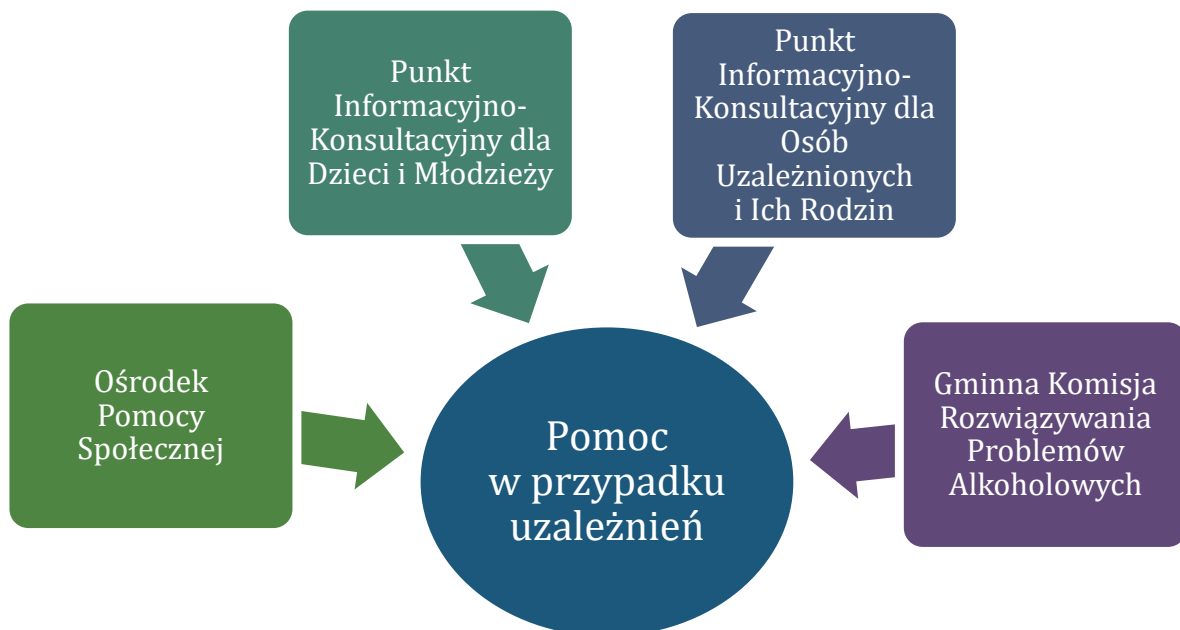 Punkt
Informacyjno-
Konsultacyjny dla
Dzieci i Młodzieży
Punkt
Informacyjno-
Konsultacyjny dla
Osób
Uzależnionych
i Ich Rodzin
Ośrodek
Pomocy
Społecznej
Pomoc
w przypadku
uzależnień
Gminna Komisja
Rozwiązywania
Problemów
Alkoholowych